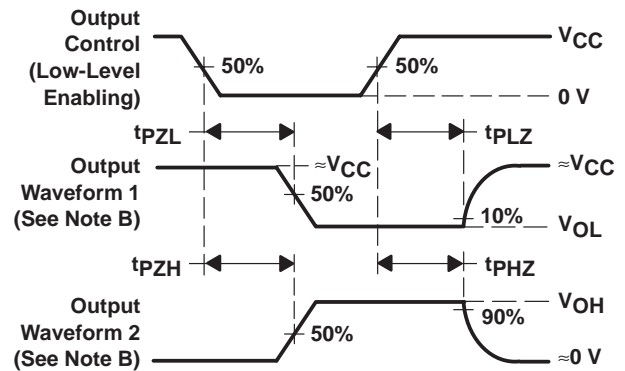 Output
Control
(Low-Level
Enabling)
50%
50%
VCC
0 V
tPZL
tPLZ
Output
Waveform 1
(See Note B)
≈VCC
50%
≈VCC
10%
VOL
tPZH
tPHZ
Output
Waveform 2
(See Note B)
50%
VOH
90%
≈0 V